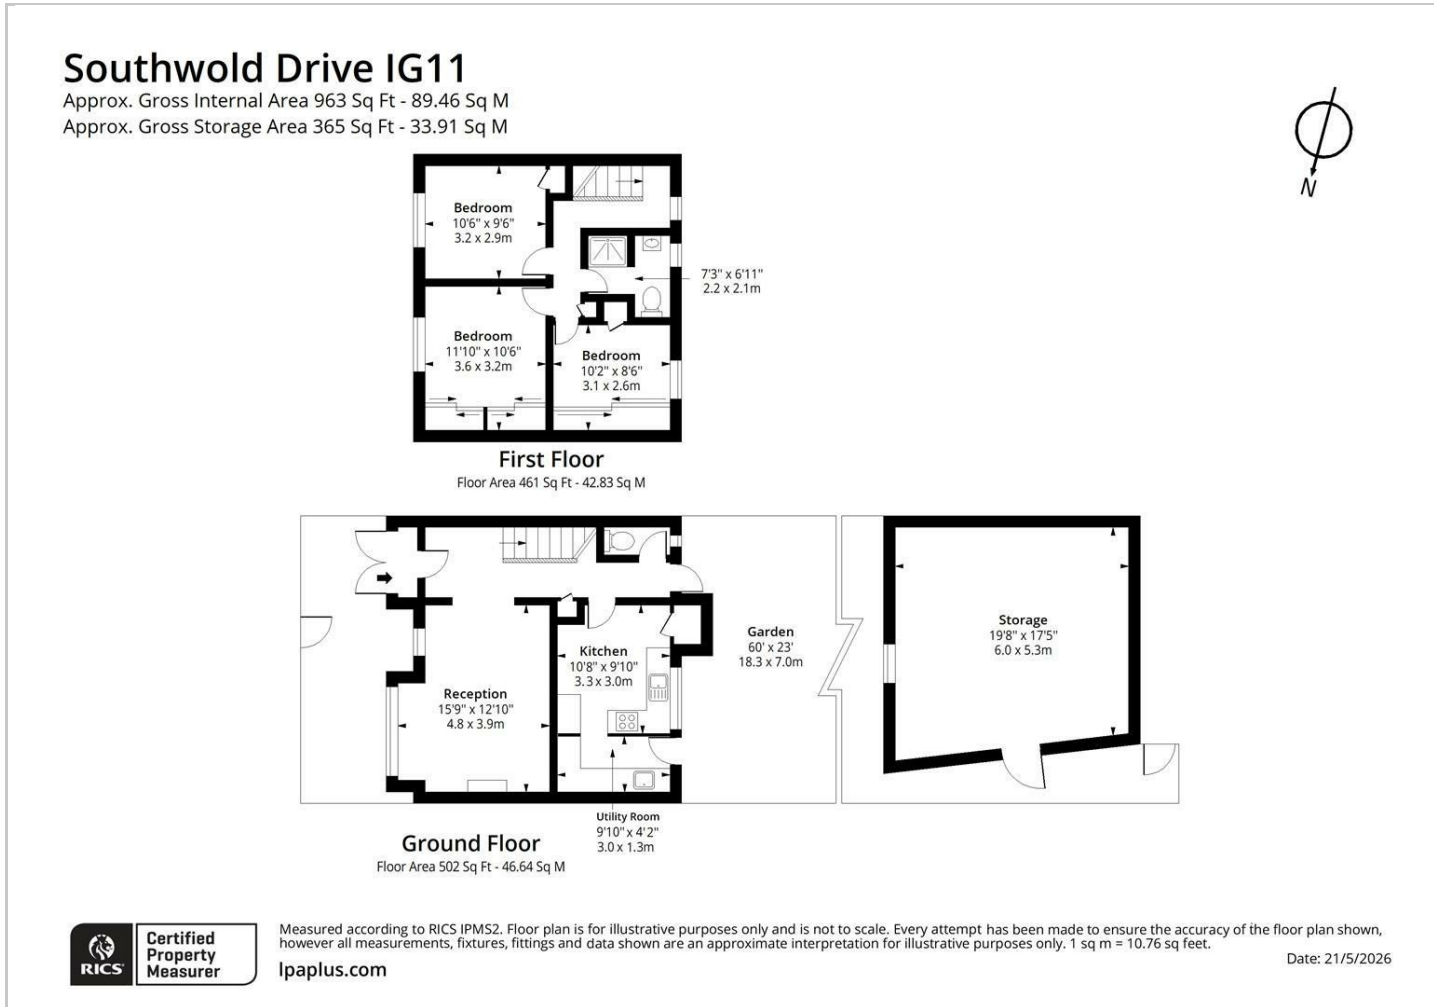 Southwold Drive IG11
Approx. Gross Internal Area 963 Sq Ft - 89.46 Sq M
Approx. Gross Storage Area 365 Sq Ft - 33.91 Sq M
N
Bedroom
10'6" x 9'6"
3.2 x 2.9m
7'3" x 6'11"
2.2 x 2.1m
Bedroom
11'10" x 10'6"
3.6 x 3.2m
Bedroom
10'2" x 8'6"
3.1 x 2.6m
First Floor
Floor Area 461 Sq Ft - 42.83 Sq M
Reception
15'9" x 12'10"
4.8 x 3.9m
Kitchen
10'8" x 9'10"
3.3 x 3.0m
Garden
60' x 23'
18.3 x 7.0m
Storage
19'8" x 17'5"
6.0 x 5.3m
Utility Room
9'10" x 4'2"
3.0 x 1.3m
Ground Floor
Floor Area 502 Sq Ft - 46.64 Sq M
RICS
Certified
Property
Measurer
Measured according to RICS IPMS2. Floor plan is for illustrative purposes only and is not to scale. Every attempt has been made to ensure the accuracy of the floor plan shown,
however all measurements, fixtures, fittings and data shown are an approximate interpretation for illustrative purposes only. 1 sq m = 10.76 sq feet.
lpaplus.com
Date: 21/5/2026